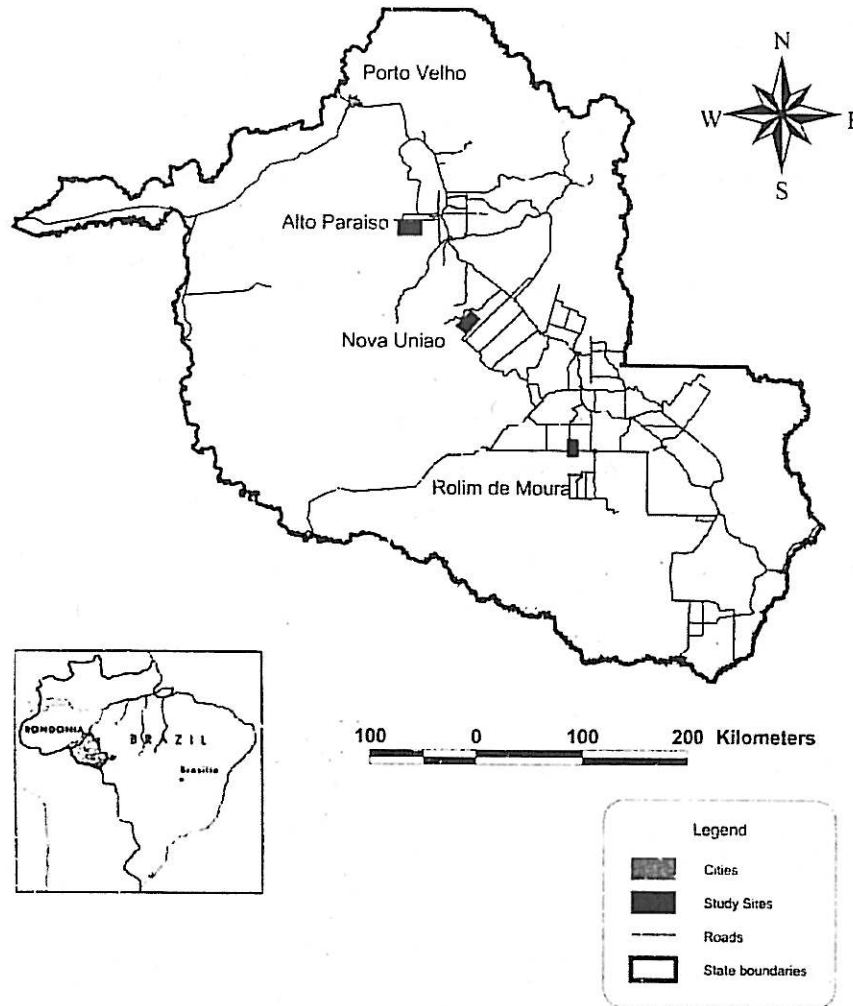 Porto Velho
N
W
E
S
Alto Paraiso
Nova Uniao
Rolim de Moura
RONDONIA
BRAZIL
Brasilia
100 0 100 200 Kilometers
Legend
Cities
Study Sites
Roads
State boundaries